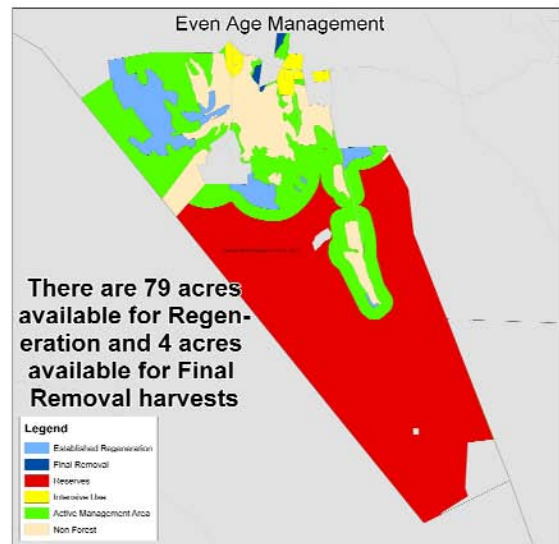 Even Age Management
There are 79 acres
available for Regen-
eration and 4 acres
available for Final
Removal harvests
Legend
Established Regeneration
Final Removal
Reserves
Intensive Use
Active Management Area
Non Forest